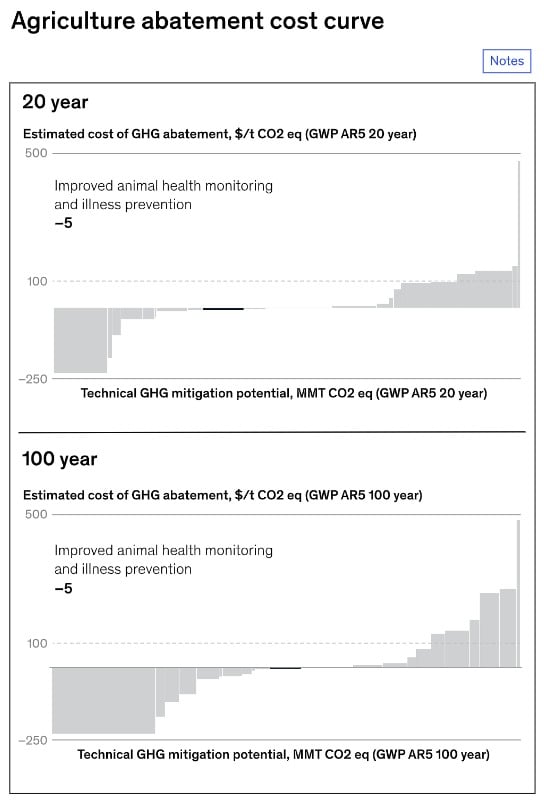 Agriculture abatement cost curve
Notes
20 year
Estimated cost of GHG abatement, $/t CO2 eq (GWP AR5 20 year)
500
Improved animal health monitoring
and illness prevention
–5
100
–250
Technical GHG mitigation potential, MMT CO2 eq (GWP AR5 20 year)
100 year
Estimated cost of GHG abatement, $/t CO2 eq (GWP AR5 100 year)
500
Improved animal health monitoring
and illness prevention
–5
100
–250
Technical GHG mitigation potential, MMT CO2 eq (GWP AR5 100 year)